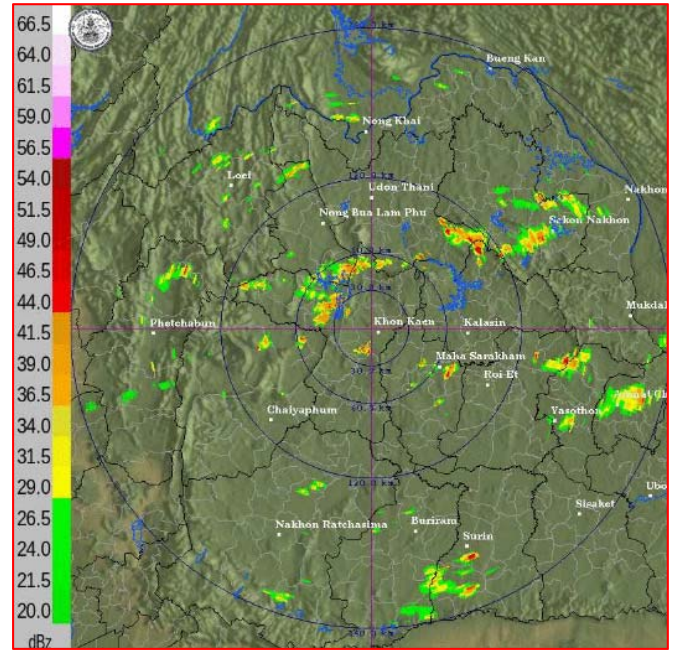 66.5
64.0
61.5
59.0
56.5
54.0
51.5
49.0
46.5
44.0
41.5
39.0
36.5
34.0
31.5
29.0
26.5
24.0
21.5
20.0
dBz
Bueng Kan
Nong Khai
Loei
Udon Thani
Nakhon
Nong Bua Lam Phu
Sakon Nakhon
Mukdah
Phetchabun
Khon Kaen
Kalasin
Maha Sarakham
Roi Et
Chaiyaphum
Yasothon
Ubo
Nakhon Ratchasima
Buriram
Sisaket
Surin